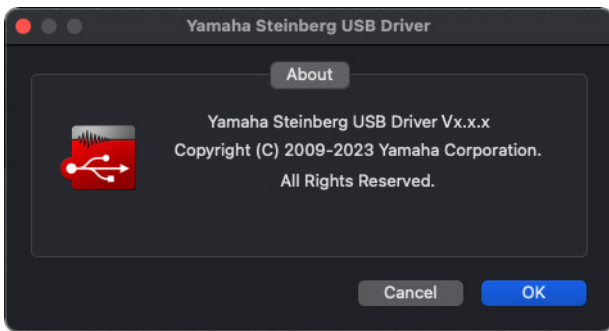 Yamaha Steinberg USB Driver
About
Yamaha Steinberg USB Driver Vx.x.x
Copyright (C) 2009-2023 Yamaha Corporation.
All Rights Reserved.
Cancel OK